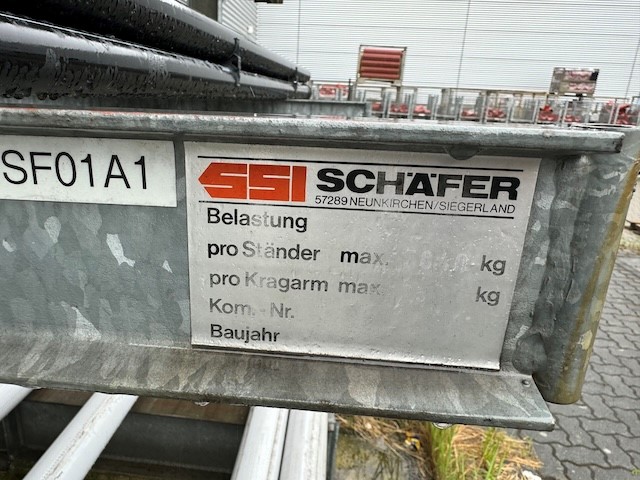 SF01A1
SSI SCHÄFER
57289 NEUNKIRCHEN/SIEGERLAND
Belastung
pro Ständer max. kg
pro Kragarm max. kg
Kom.-Nr.
Baujahr